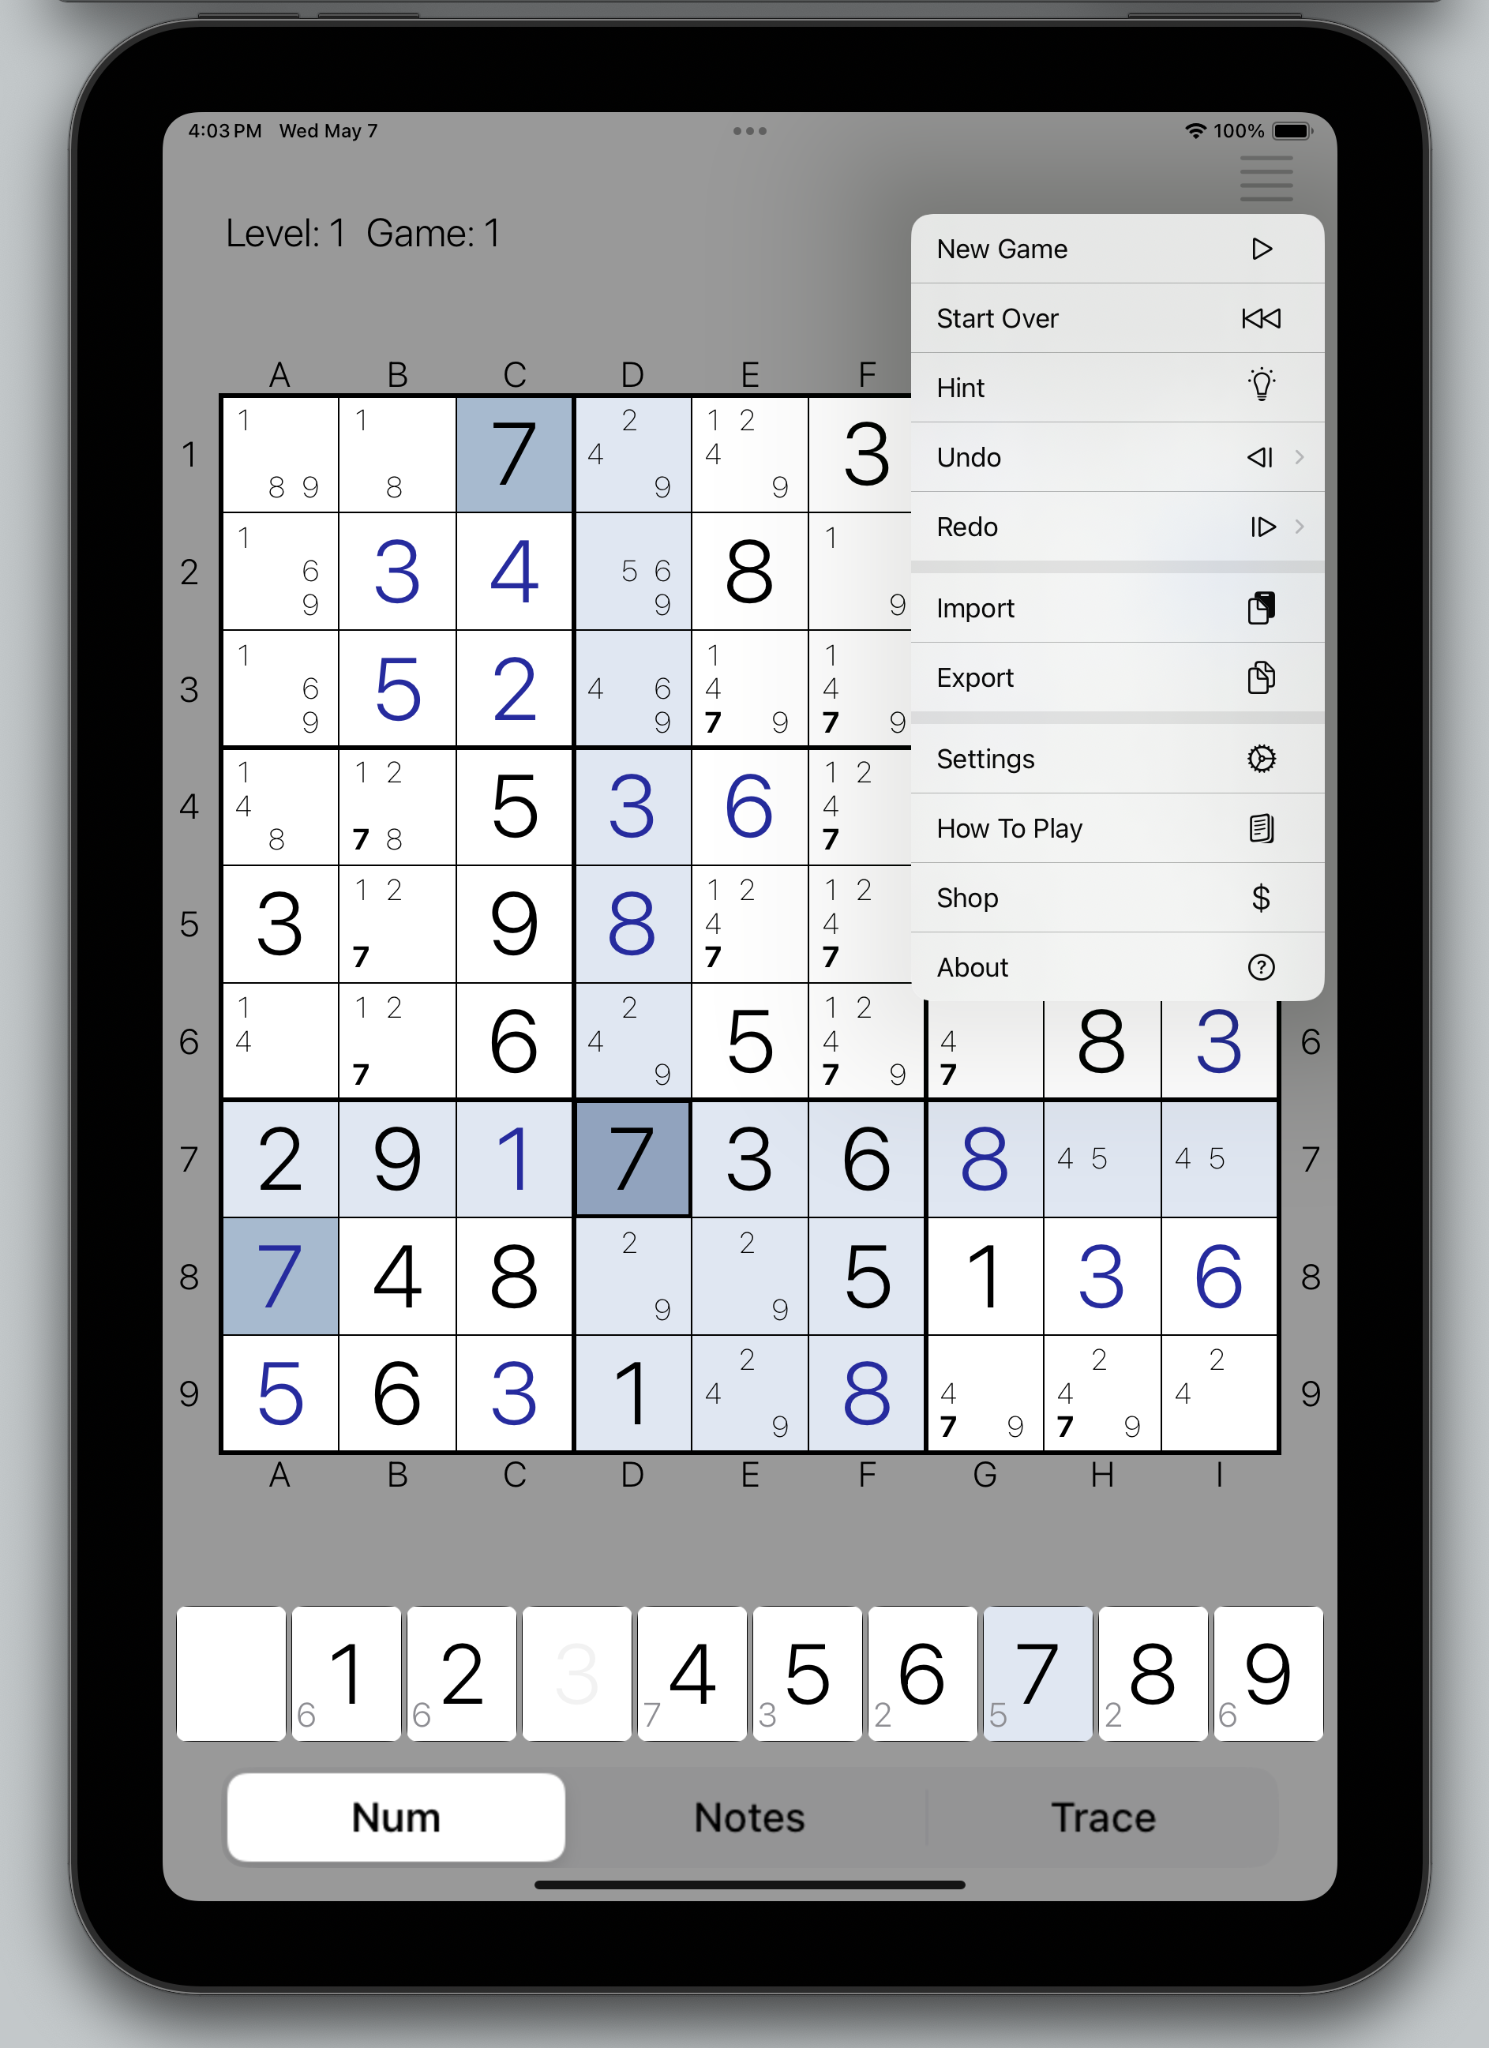 4:03 PM Wed May 7 100%
Level: 1 Game: 1
New Game
Start Over
Hint
Undo
Redo
Import
Export
Settings
How To Play
Shop $
About ?
A B C D E F
1 1 8 9 1 8 7 2 4 9 1 2 4 9 3
2 1 6 9 3 4 5 6 9 8 1 9
3 1 6 9 5 2 4 6 9 1 4 7 9 1 4 7 9
4 1 4 8 1 2 7 8 5 3 6 1 2 4 7
5 3 1 2 7 9 8 1 2 4 7 1 2 4 7
6 1 4 1 2 7 6 2 4 9 5 1 2 4 7 9 4 7 8 3 6
7 2 9 1 7 3 6 8 4 5 4 5 7
8 7 4 8 2 9 2 9 5 1 3 6 8
9 5 6 3 1 2 4 9 8 4 7 9 2 4 7 9 2 4 9
A B C D E F G H I
1 6 2 6 3 4 7 5 3 6 2 7 5 8 2 9 6
Num Notes Trace